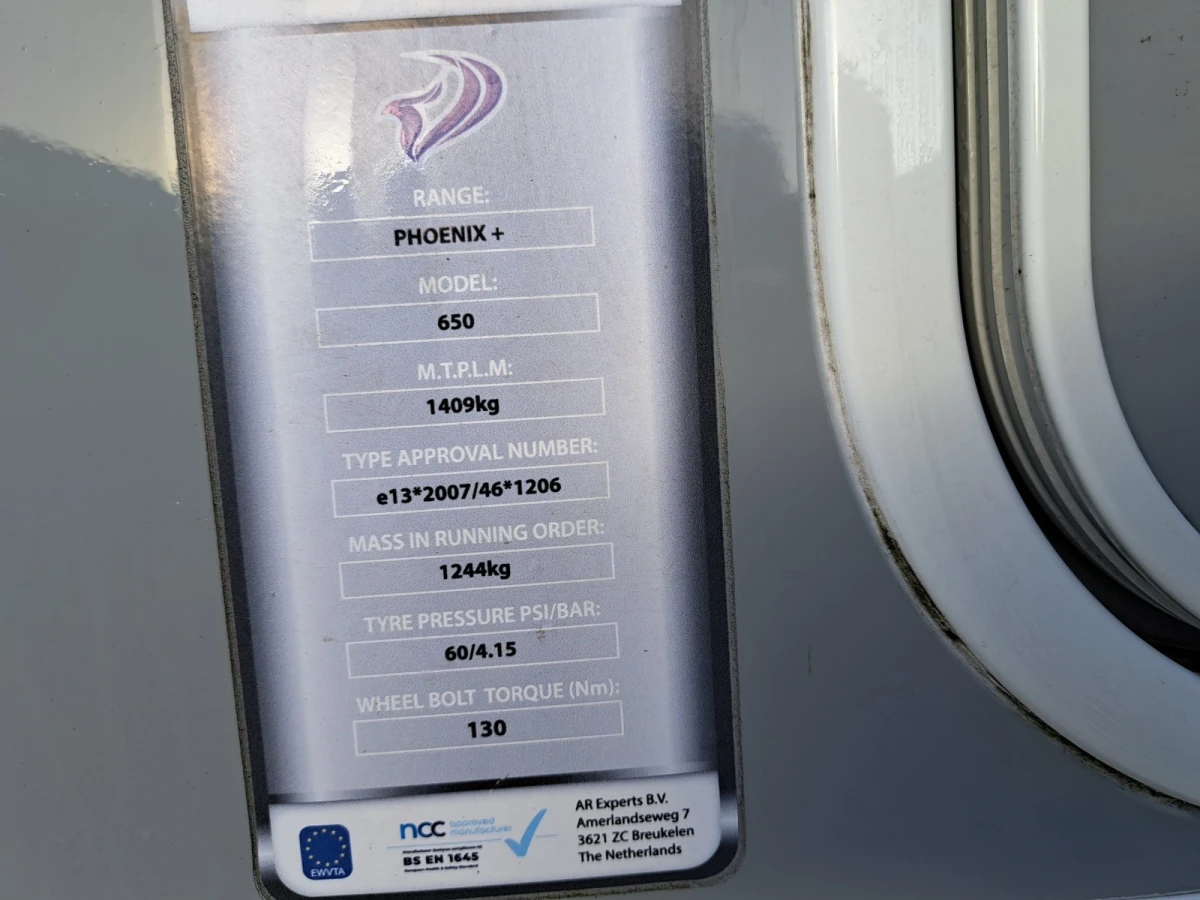 RANGE:
PHOENIX +
MODEL:
650
M.T.P.L.M:
1409kg
TYPE APPROVAL NUMBER:
e13*2007/46*1206
MASS IN RUNNING ORDER:
1244kg
TYRE PRESSURE PSI/BAR:
60/4.15
WHEEL BOLT TORQUE (Nm):
130
EWVTA
ncc approved
manufacturer
BS EN 1645
AR Experts B.V.
Amerlandseweg 7
3621 ZC Breukelen
The Netherlands